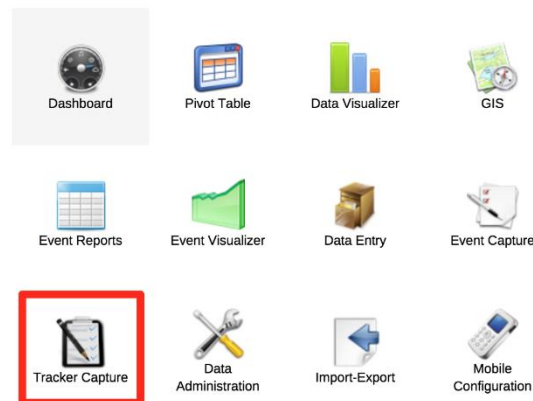 Dashboard
Pivot Table
Data Visualizer
GIS
Event Reports
Event Visualizer
Data Entry
Event Capture
Tracker Capture
Data
Administration
Import-Export
Mobile
Configuration